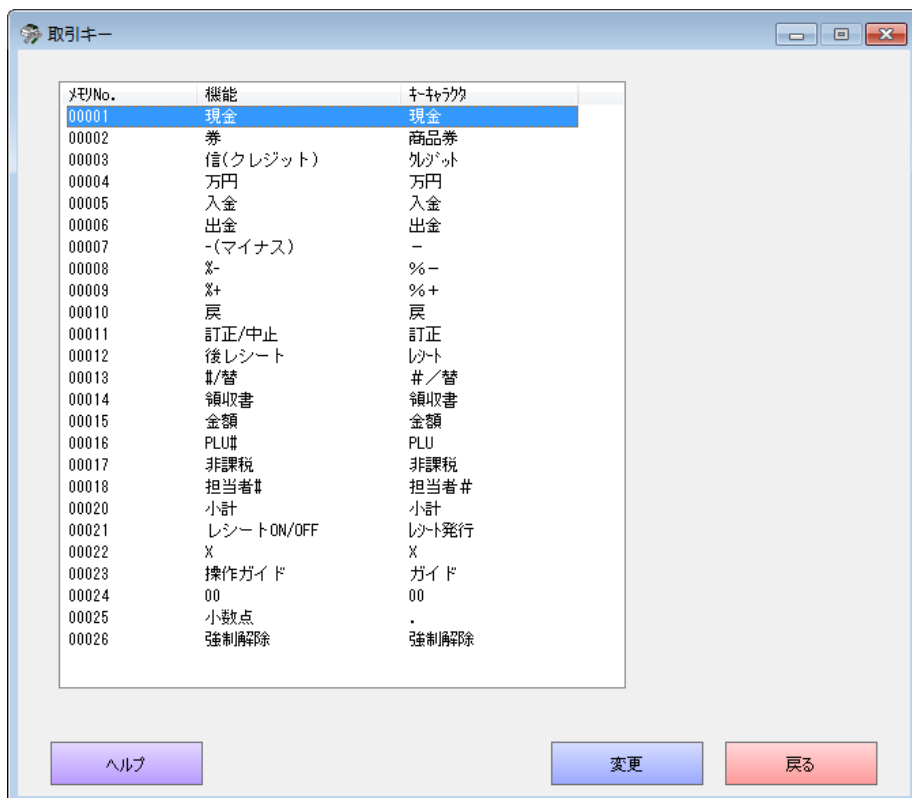 取引キー
ﾒﾓﾘNo. 機能 ｷｰｷｬﾗｸﾀ
00001 現金 現金
00002 券 商品券
00003 信(クレジット) ｸﾚｼﾞｯﾄ
00004 万円 万円
00005 入金 入金
00006 出金 出金
00007 -(マイナス) －
00008 %- %－
00009 %+ %＋
00010 戻 戻
00011 訂正/中止 訂正
00012 後レシート ﾚｼｰﾄ
00013 #/替 ＃／替
00014 領収書 領収書
00015 金額 金額
00016 PLU# PLU
00017 非課税 非課税
00018 担当者# 担当者＃
00020 小計 小計
00021 レシートON/OFF ﾚｼｰﾄ発行
00022 X X
00023 操作ガイド ガイド
00024 00 00
00025 小数点 .
00026 強制解除 強制解除
ヘルプ 変更 戻る